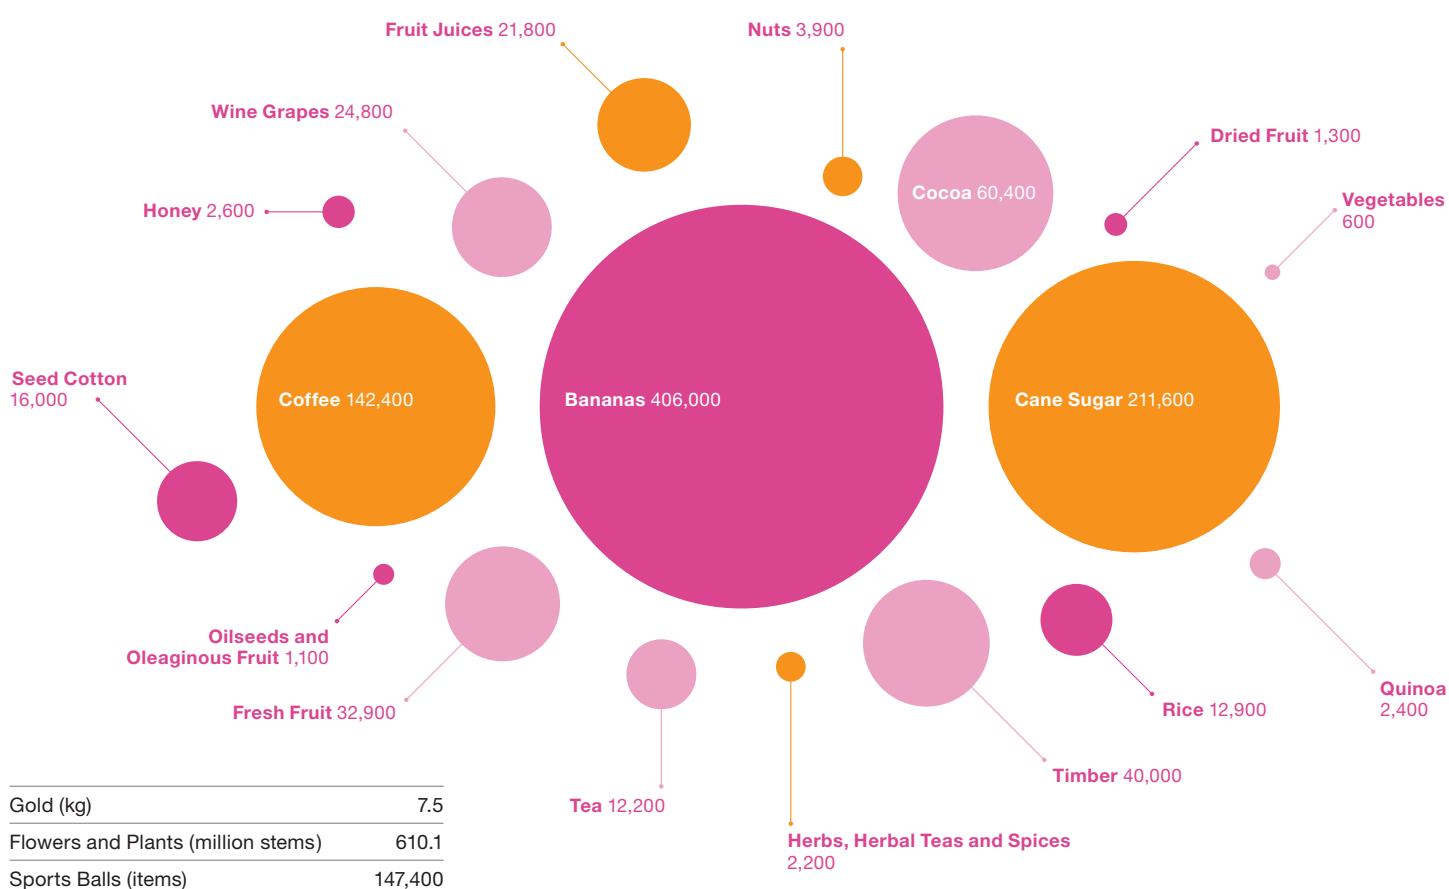 Fruit Juices 21,800
Nuts 3,900
Wine Grapes 24,800
Dried Fruit 1,300
Cocoa 60,400
Vegetables
600
Honey 2,600
Seed Cotton
16,000
Coffee 142,400
Bananas 406,000
Cane Sugar 211,600
Oilseeds and
Oleaginous Fruit 1,100
Fresh Fruit 32,900
Quinoa
2,400
Rice 12,900
Timber 40,000
Tea 12,200
Herbs, Herbal Teas and Spices
2,200
Gold (kg) 7.5
Flowers and Plants (million stems) 610.1
Sports Balls (items) 147,400